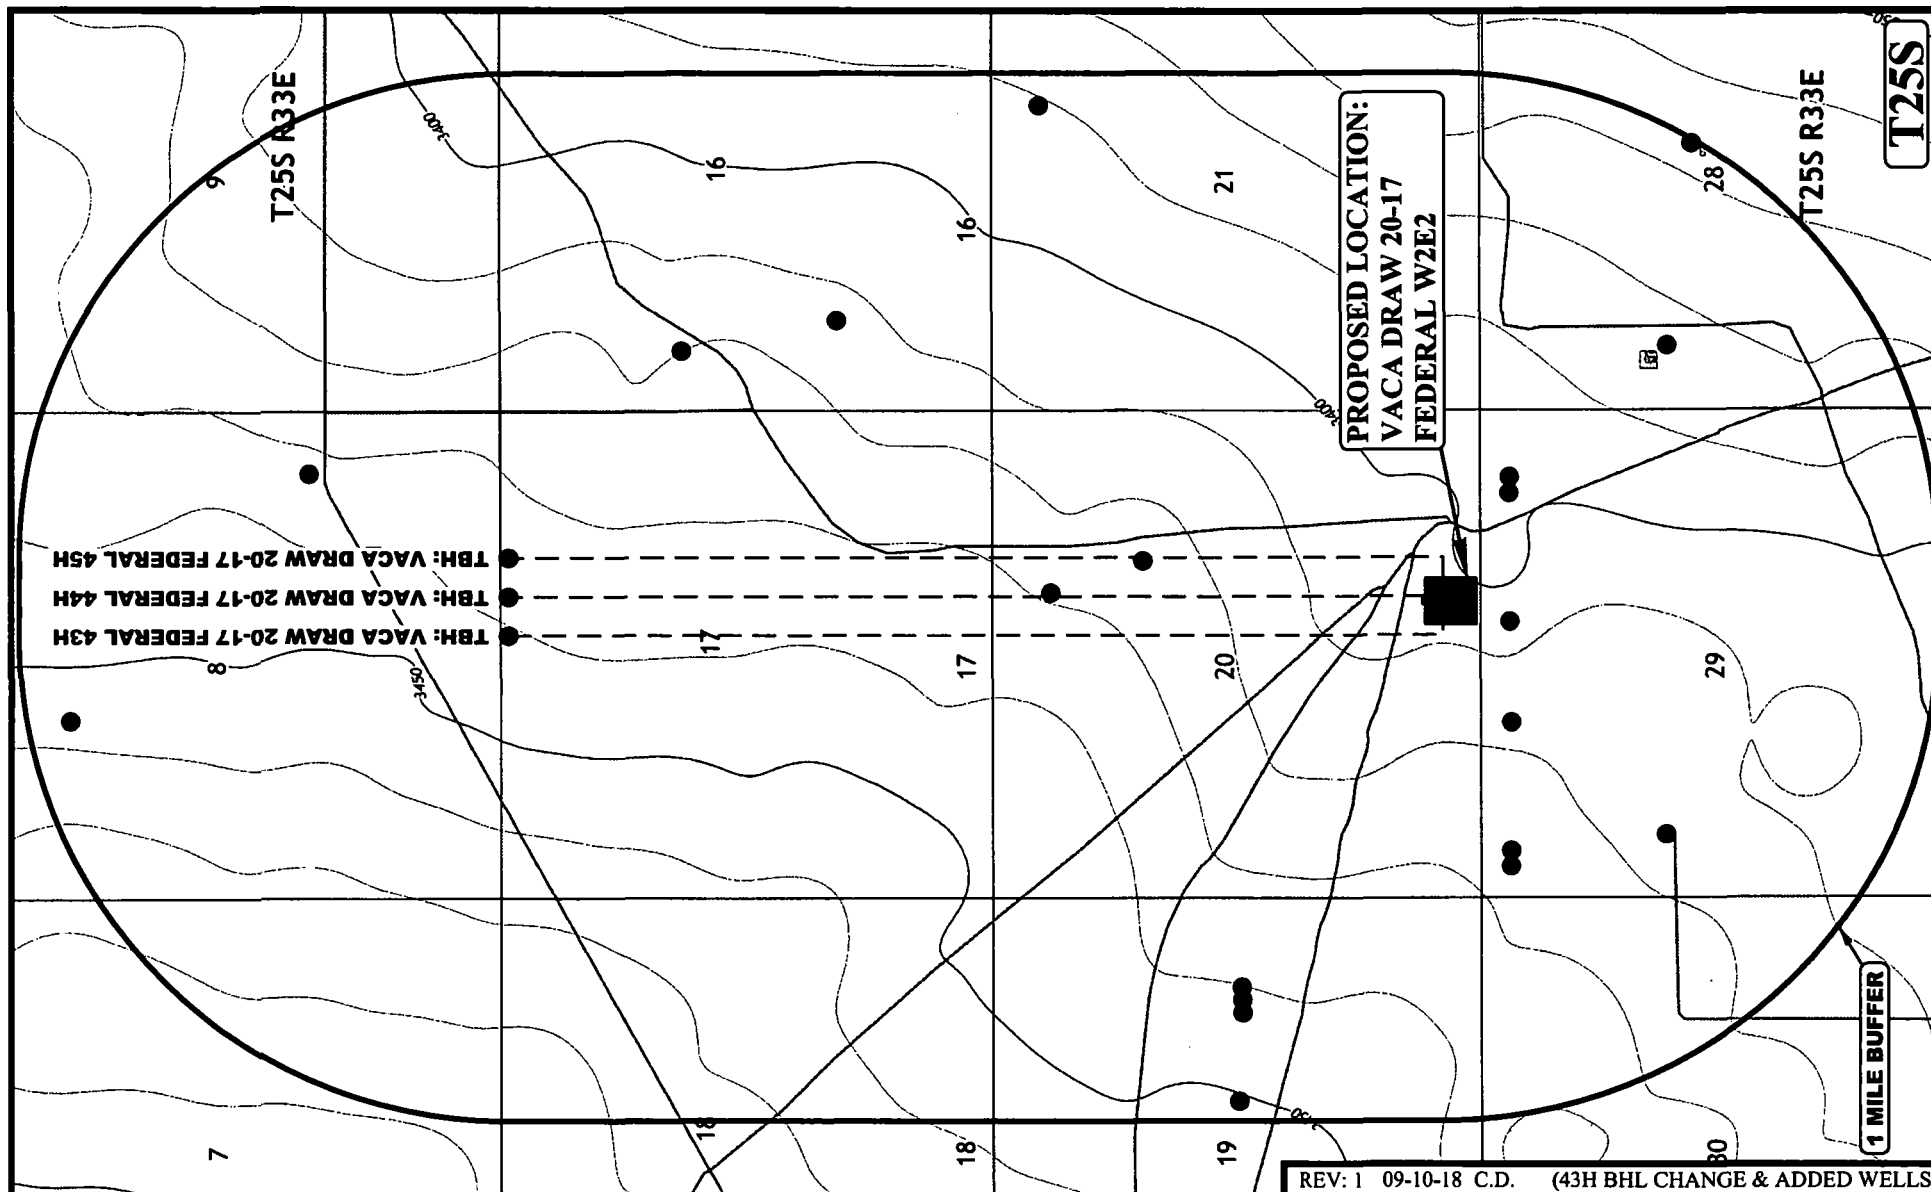 T25S
T25S R33E
T25S R33E
PROPOSED LOCATION:
VACA DRAW 20-17
FEDERAL W2E2
TBH: VACA DRAW 20-17 FEDERAL 45H
TBH: VACA DRAW 20-17 FEDERAL 44H
TBH: VACA DRAW 20-17 FEDERAL 43H
9
16
16
21
28
8
17
17
20
29
7
18
18
19
30
3400
3400
3450
1 MILE BUFFER
REV: 1 09-10-18 C.D. (43H BHL CHANGE & ADDED WELLS